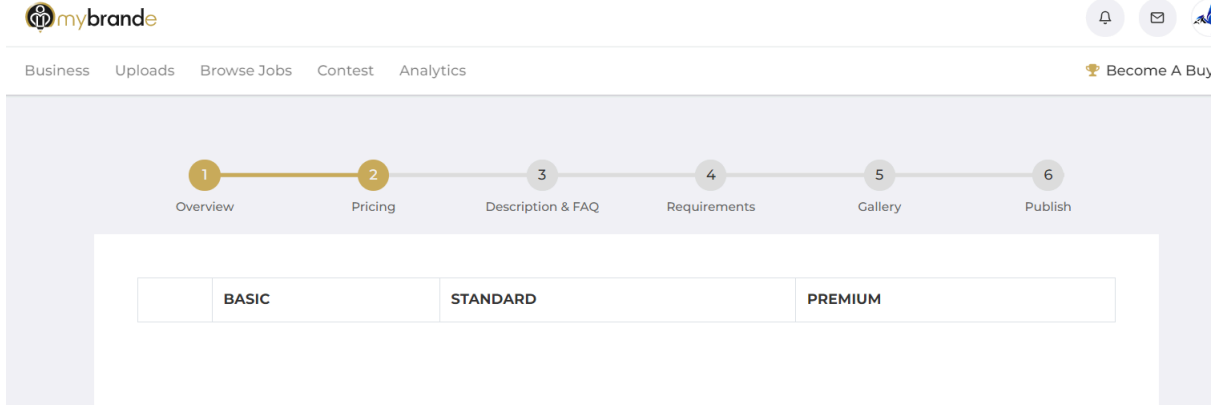 mybrande
Business Uploads Browse Jobs Contest Analytics
Become A Buy
1 2 3 4 5 6
Overview Pricing Description & FAQ Requirements Gallery Publish
BASIC STANDARD PREMIUM